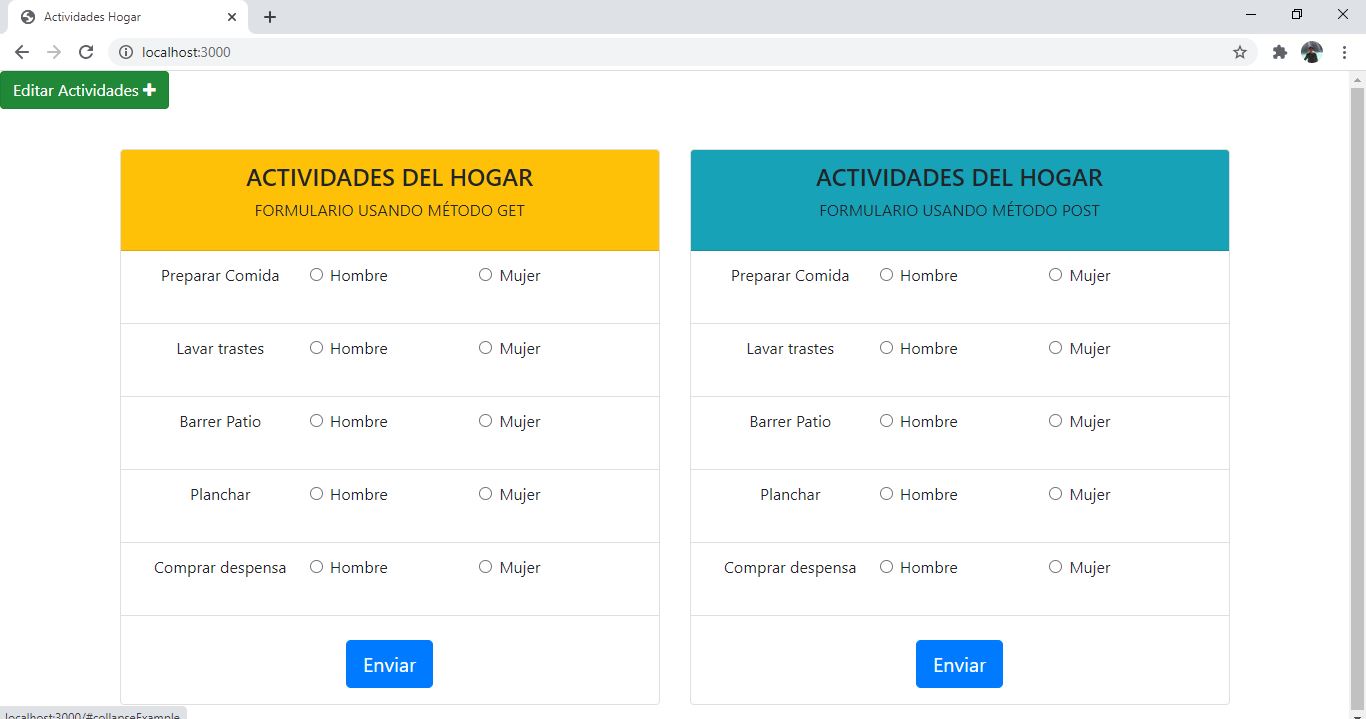 Actividades Hogar
localhost:3000
Editar Actividades
ACTIVIDADES DEL HOGAR
FORMULARIO USANDO MÉTODO GET
Preparar Comida Hombre Mujer
Lavar trastes Hombre Mujer
Barrer Patio Hombre Mujer
Planchar Hombre Mujer
Comprar despensa Hombre Mujer
Enviar
ACTIVIDADES DEL HOGAR
FORMULARIO USANDO MÉTODO POST
Preparar Comida Hombre Mujer
Lavar trastes Hombre Mujer
Barrer Patio Hombre Mujer
Planchar Hombre Mujer
Comprar despensa Hombre Mujer
Enviar
localhost:3000/#collapseExample